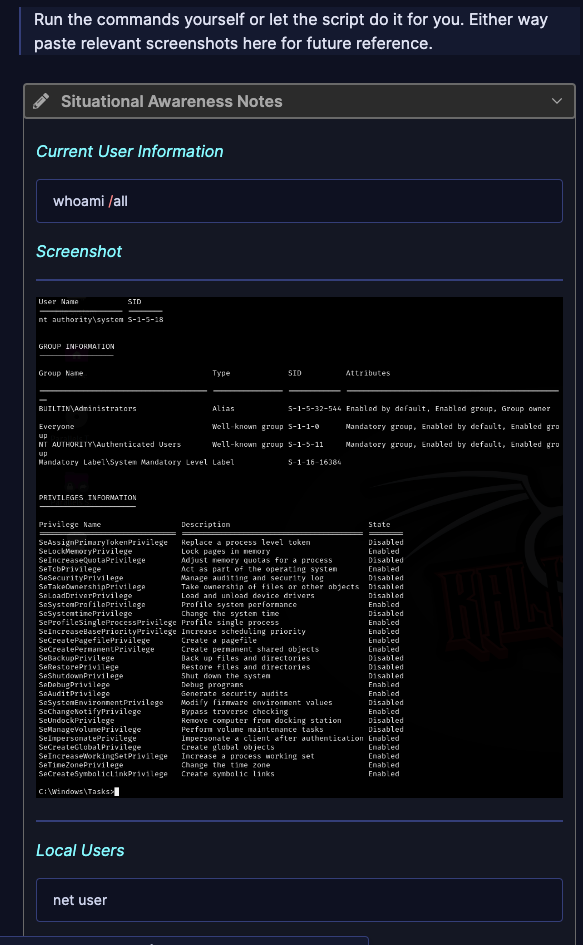 Run the commands yourself or let the script do it for you. Either way
paste relevant screenshots here for future reference.
Situational Awareness Notes
Current User Information
whoami /all
Screenshot
User Name SID
nt authority\system S-1-5-18
GROUP INFORMATION
Group Name Type SID Attributes
BUILTIN\Administrators Alias S-1-5-32-544 Enabled by default, Enabled group, Group owner
Everyone Well-known group S-1-1-0 Mandatory group, Enabled by default, Enabled gro
up
NT AUTHORITY\Authenticated Users Well-known group S-1-5-11 Mandatory group, Enabled by default, Enabled gro
up
Mandatory Label\System Mandatory Level Label S-1-16-16384
PRIVILEGES INFORMATION
Privilege Name Description State
SeAssignPrimaryTokenPrivilege Replace a process level token Disabled
SeLockMemoryPrivilege Lock pages in memory Enabled
SeIncreaseQuotaPrivilege Adjust memory quotas for a process Disabled
SeTcbPrivilege Act as part of the operating system Enabled
SeSecurityPrivilege Manage auditing and security log Disabled
SeTakeOwnershipPrivilege Take ownership of files or other objects Disabled
SeLoadDriverPrivilege Load and unload device drivers Disabled
SeSystemProfilePrivilege Profile system performance Enabled
SeSystemtimePrivilege Change the system time Disabled
SeProfileSingleProcessPrivilege Profile single process Enabled
SeIncreaseBasePriorityPrivilege Increase scheduling priority Enabled
SeCreatePagefilePrivilege Create a pagefile Enabled
SeCreatePermanentPrivilege Create permanent shared objects Enabled
SeBackupPrivilege Back up files and directories Disabled
SeRestorePrivilege Restore files and directories Disabled
SeShutdownPrivilege Shut down the system Disabled
SeDebugPrivilege Debug programs Enabled
SeAuditPrivilege Generate security audits Enabled
SeSystemEnvironmentPrivilege Modify firmware environment values Disabled
SeChangeNotifyPrivilege Bypass traverse checking Enabled
SeUndockPrivilege Remove computer from docking station Disabled
SeManageVolumePrivilege Perform volume maintenance tasks Disabled
SeImpersonatePrivilege Impersonate a client after authentication Enabled
SeCreateGlobalPrivilege Create global objects Enabled
SeIncreaseWorkingSetPrivilege Increase a process working set Enabled
SeTimeZonePrivilege Change the time zone Enabled
SeCreateSymbolicLinkPrivilege Create symbolic links Enabled
C:\Windows\Tasks>
Local Users
net user